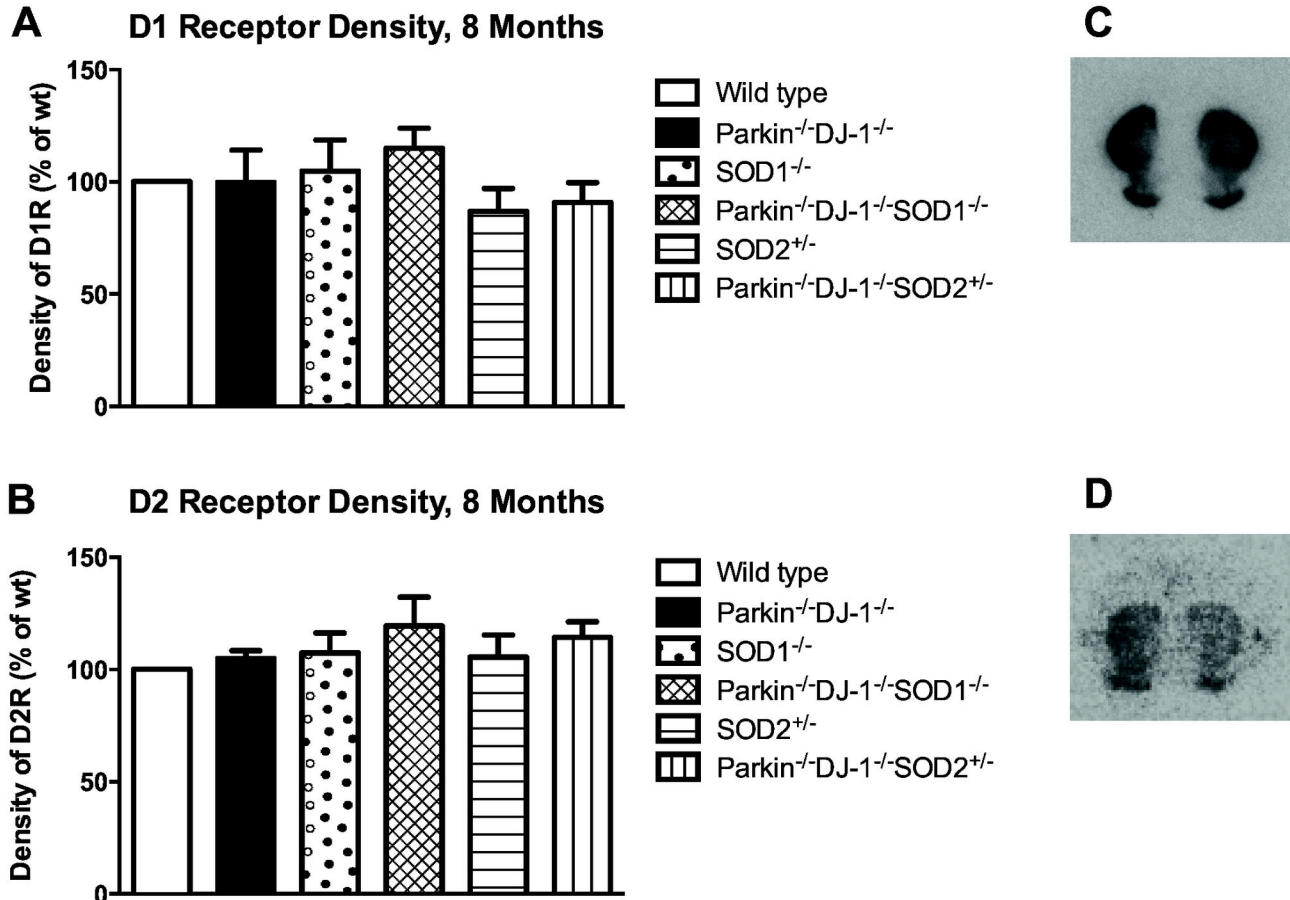 A
D1 Receptor Density, 8 Months
Density of D1R (% of wt)
150
100
50
0
Wild type
Parkin⁻/⁻DJ-1⁻/⁻
SOD1⁻/⁻
Parkin⁻/⁻DJ-1⁻/⁻SOD1⁻/⁻
SOD2⁺/⁻
Parkin⁻/⁻DJ-1⁻/⁻SOD2⁺/⁻
C
B
D2 Receptor Density, 8 Months
Density of D2R (% of wt)
150
100
50
0
Wild type
Parkin⁻/⁻DJ-1⁻/⁻
SOD1⁻/⁻
Parkin⁻/⁻DJ-1⁻/⁻SOD1⁻/⁻
SOD2⁺/⁻
Parkin⁻/⁻DJ-1⁻/⁻SOD2⁺/⁻
D